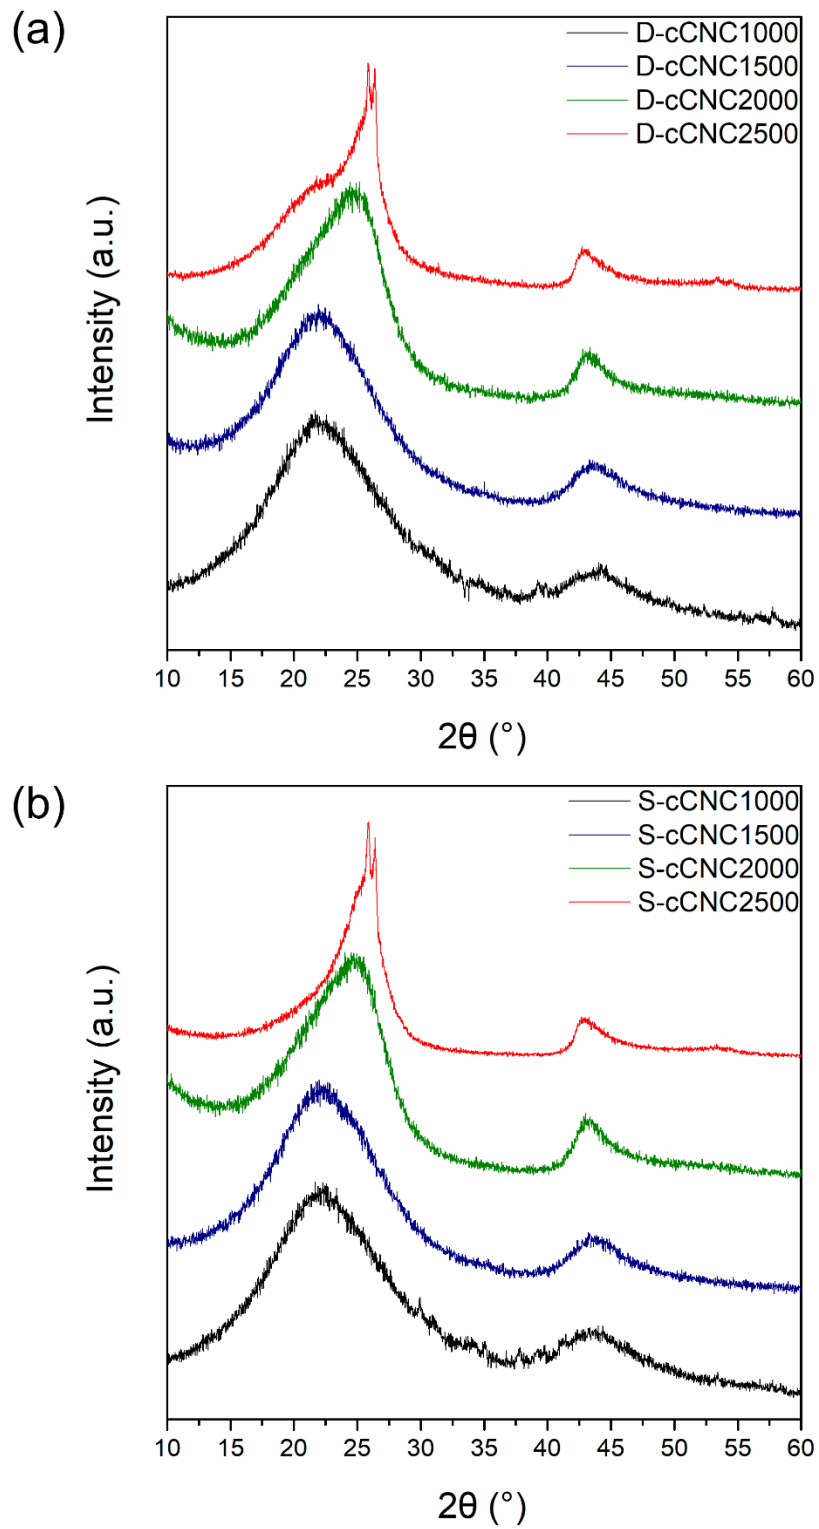 (a)
D-cCNC1000
D-cCNC1500
D-cCNC2000
D-cCNC2500
Intensity (a.u.)
10 15 20 25 30 35 40 45 50 55 60
2θ (°)
(b)
S-cCNC1000
S-cCNC1500
S-cCNC2000
S-cCNC2500
Intensity (a.u.)
10 15 20 25 30 35 40 45 50 55 60
2θ (°)